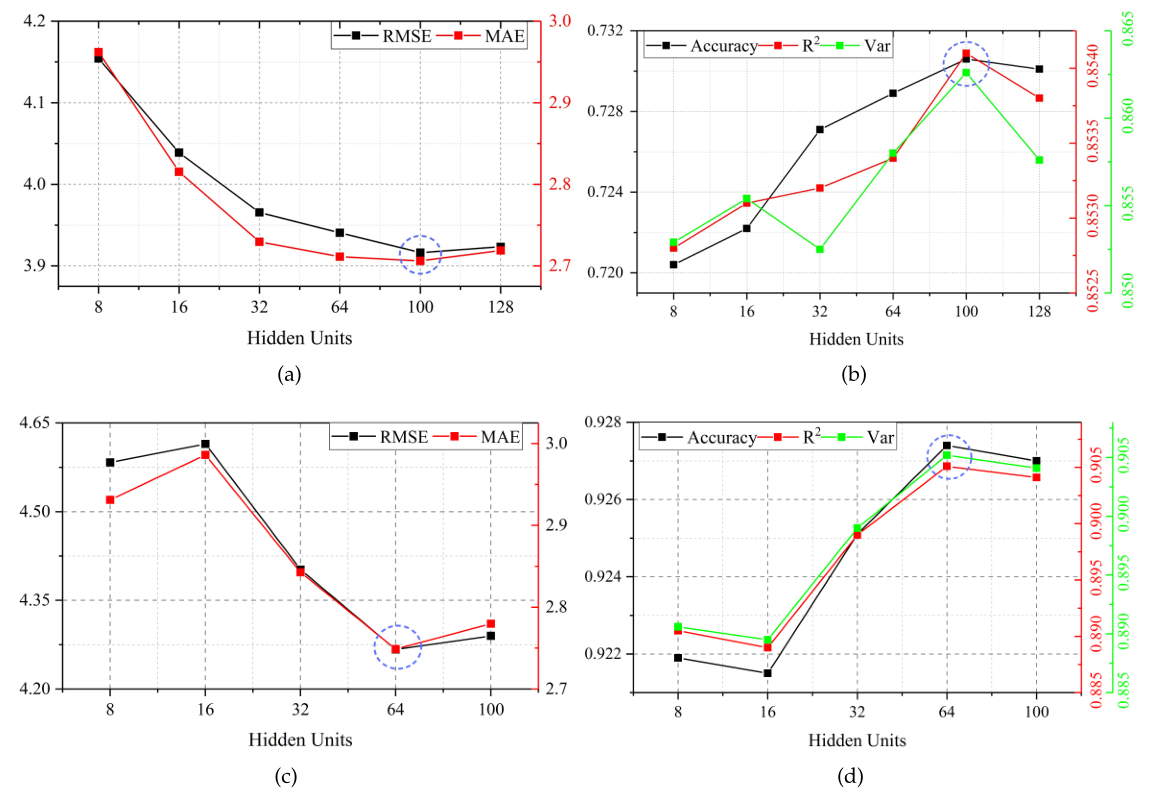 4.2
4.1
4.0
3.9
RMSE MAE
3.0
2.9
2.8
2.7
8 16 32 64 100 128
Hidden Units
(a)
0.732
0.728
0.724
0.720
Accuracy R² Var
0.8540
0.8535
0.8530
0.8525
0.865
0.860
0.855
0.850
8 16 32 64 100 128
Hidden Units
(b)
4.65
4.50
4.35
4.20
RMSE MAE
3.0
2.9
2.8
2.7
8 16 32 64 100
Hidden Units
(c)
0.928
0.926
0.924
0.922
Accuracy R² Var
0.905
0.900
0.895
0.890
0.885
0.905
0.900
0.895
0.890
0.885
8 16 32 64 100
Hidden Units
(d)